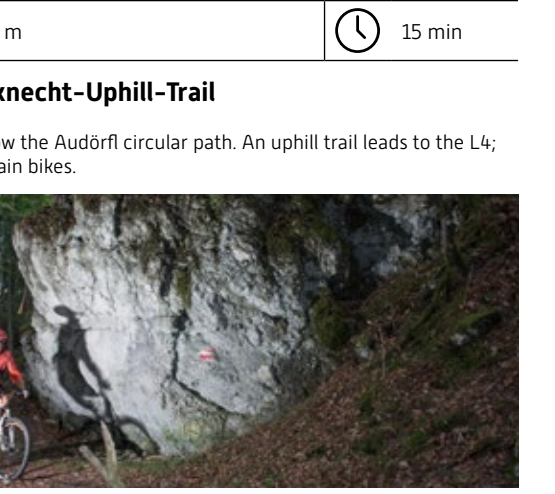 m
15 min
knecht-Uphill-Trail
w the Audörfl circular path. An uphill trail leads to the L4;
ain bikes.